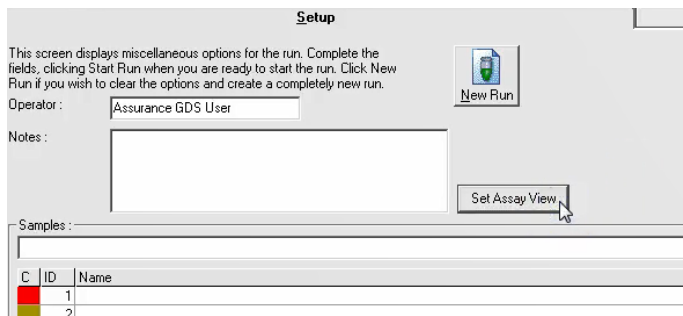 Setup
This screen displays miscellaneous options for the run. Complete the
fields, clicking Start Run when you are ready to start the run. Click New
Run if you wish to clear the options and create a completely new run.
New Run
Operator :
Assurance GDS User
Notes :
Set Assay View
Samples :
C ID Name
1
2